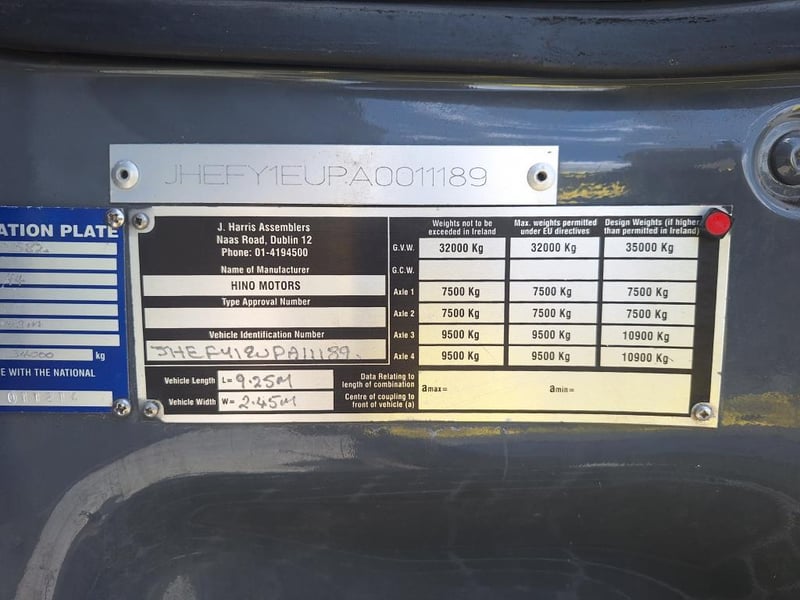 JHEFY1EUPA0011189
ATION PLATE
kg
E WITH THE NATIONAL
J. Harris Assemblers
Naas Road, Dublin 12
Phone: 01-4194500
Name of Manufacturer
HINO MOTORS
Type Approval Number
Vehicle Identification Number
JHEFY1EUPA11189.
Vehicle Length L= 9.25M
Vehicle Width W= 2.45M
Weights not to be exceeded in Ireland
Max. weights permitted under EU directives
Design Weights (if higher than permitted in Ireland)
G.V.W. 32000 Kg 32000 Kg 35000 Kg
G.C.W.
Axle 1 7500 Kg 7500 Kg 7500 Kg
Axle 2 7500 Kg 7500 Kg 7500 Kg
Axle 3 9500 Kg 9500 Kg 10900 Kg
Axle 4 9500 Kg 9500 Kg 10900 Kg
Data Relating to length of combination
Centre of coupling to front of vehicle (a)
amax= amin=